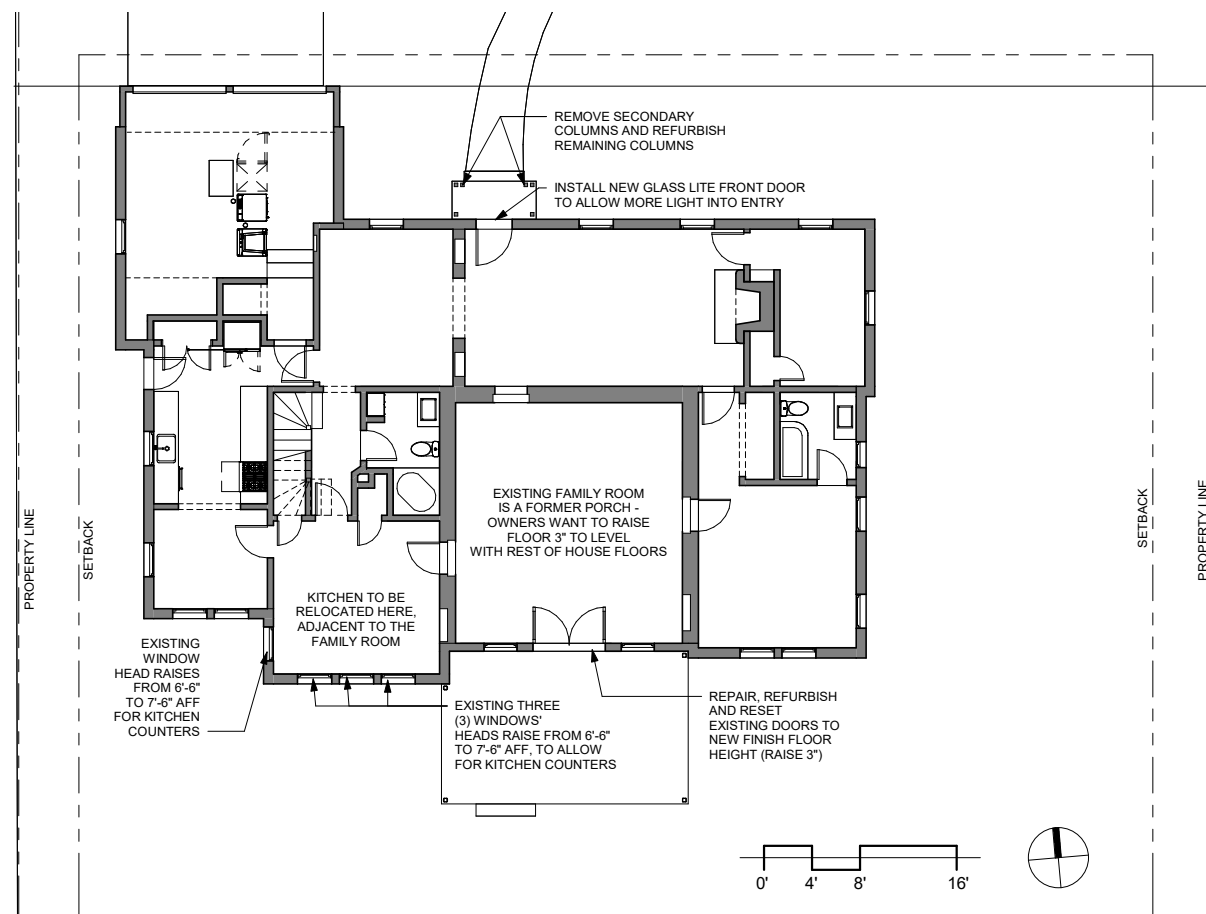 REMOVE SECONDARY
COLUMNS AND REFURBISH
REMAINING COLUMNS
INSTALL NEW GLASS LITE FRONT DOOR
TO ALLOW MORE LIGHT INTO ENTRY
EXISTING FAMILY ROOM
IS A FORMER PORCH -
OWNERS WANT TO RAISE
FLOOR 3" TO LEVEL
WITH REST OF HOUSE FLOORS
PROPERTY LINE
SETBACK
SETBACK
PROPERTY LINE
KITCHEN TO BE
RELOCATED HERE,
ADJACENT TO THE
FAMILY ROOM
EXISTING
WINDOW
HEAD RAISES
FROM 6'-6"
TO 7'-6" AFF
FOR KITCHEN
COUNTERS
EXISTING THREE
(3) WINDOWS'
HEADS RAISE FROM 6'-6"
TO 7'-6" AFF, TO ALLOW
FOR KITCHEN COUNTERS
REPAIR, REFURBISH
AND RESET
EXISTING DOORS TO
NEW FINISH FLOOR
HEIGHT (RAISE 3")
0' 4' 8' 16'